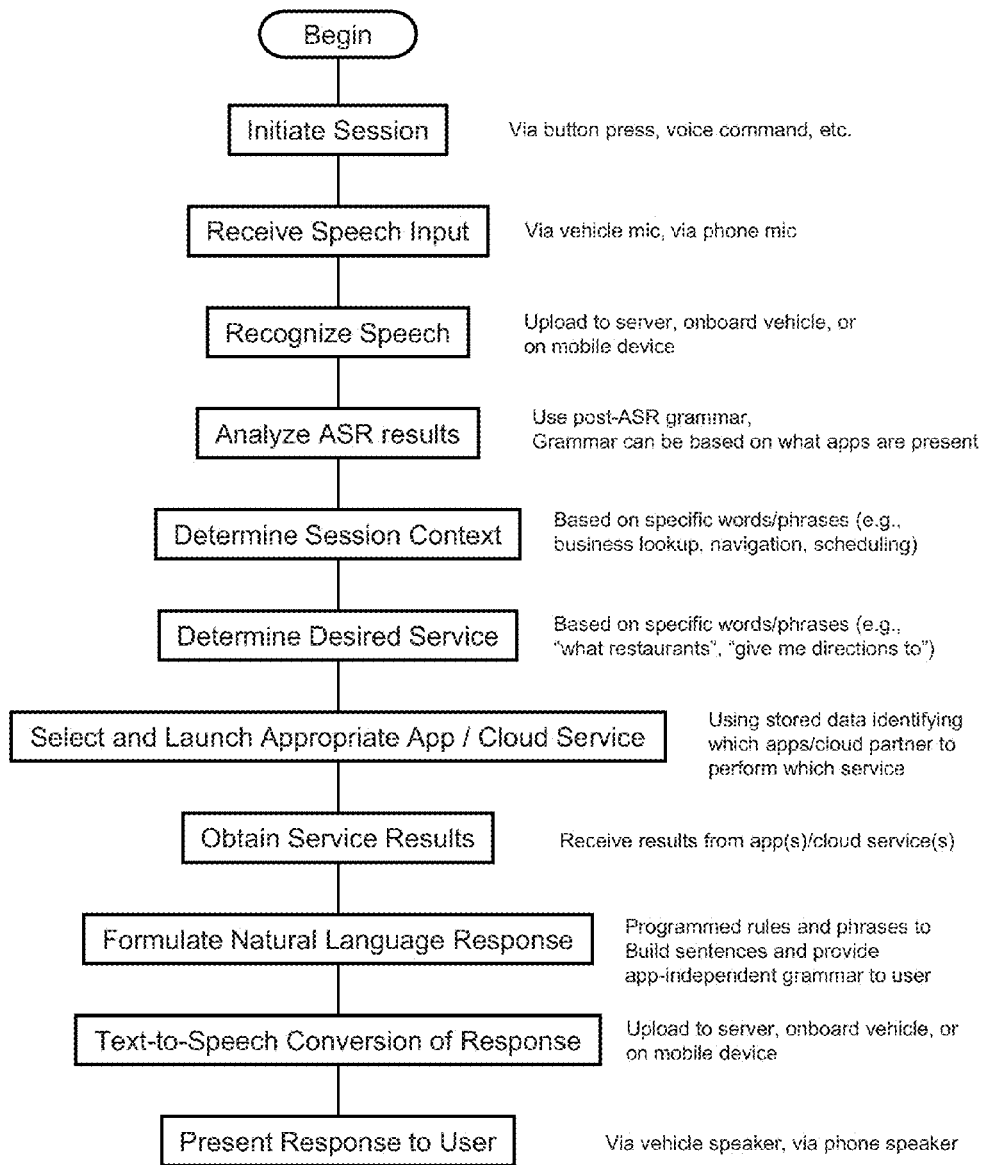 Begin
Initiate Session
Via button press, voice command, etc.
Receive Speech Input
Via vehicle mic, via phone mic
Recognize Speech
Upload to server, onboard vehicle, or
on mobile device
Analyze ASR results
Use post-ASR grammar,
Grammar can be based on what apps are present
Determine Session Context
Based on specific words/phrases (e.g.,
business lookup, navigation, scheduling)
Determine Desired Service
Based on specific words/phrases (e.g.,
“what restaurants”, “give me directions to”)
Select and Launch Appropriate App / Cloud Service
Using stored data identifying
which apps/cloud partner to
perform which service
Obtain Service Results
Receive results from app(s)/cloud service(s)
Formulate Natural Language Response
Programmed rules and phrases to
Build sentences and provide
app-independent grammar to user
Text-to-Speech Conversion of Response
Upload to server, onboard vehicle, or
on mobile device
Present Response to User
Via vehicle speaker, via phone speaker